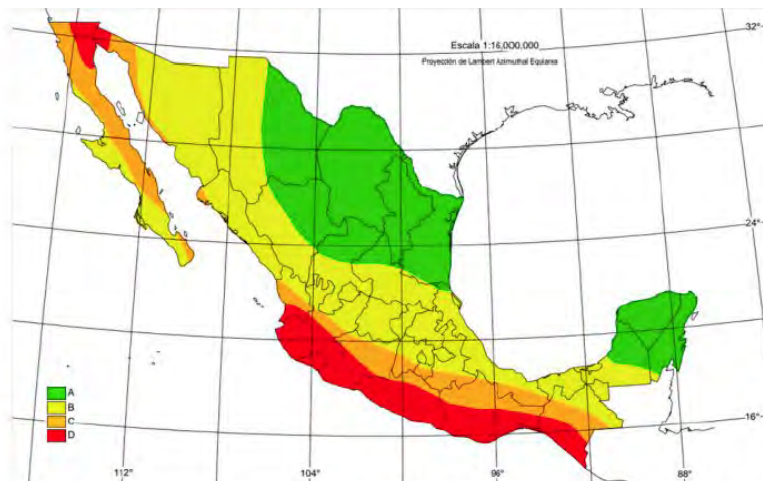 Escala 1:16,000,000
Proyección de Lambert Azimuthal Equiarea
32°
24°
16°
A
B
C
D
112°
104°
96°
88°